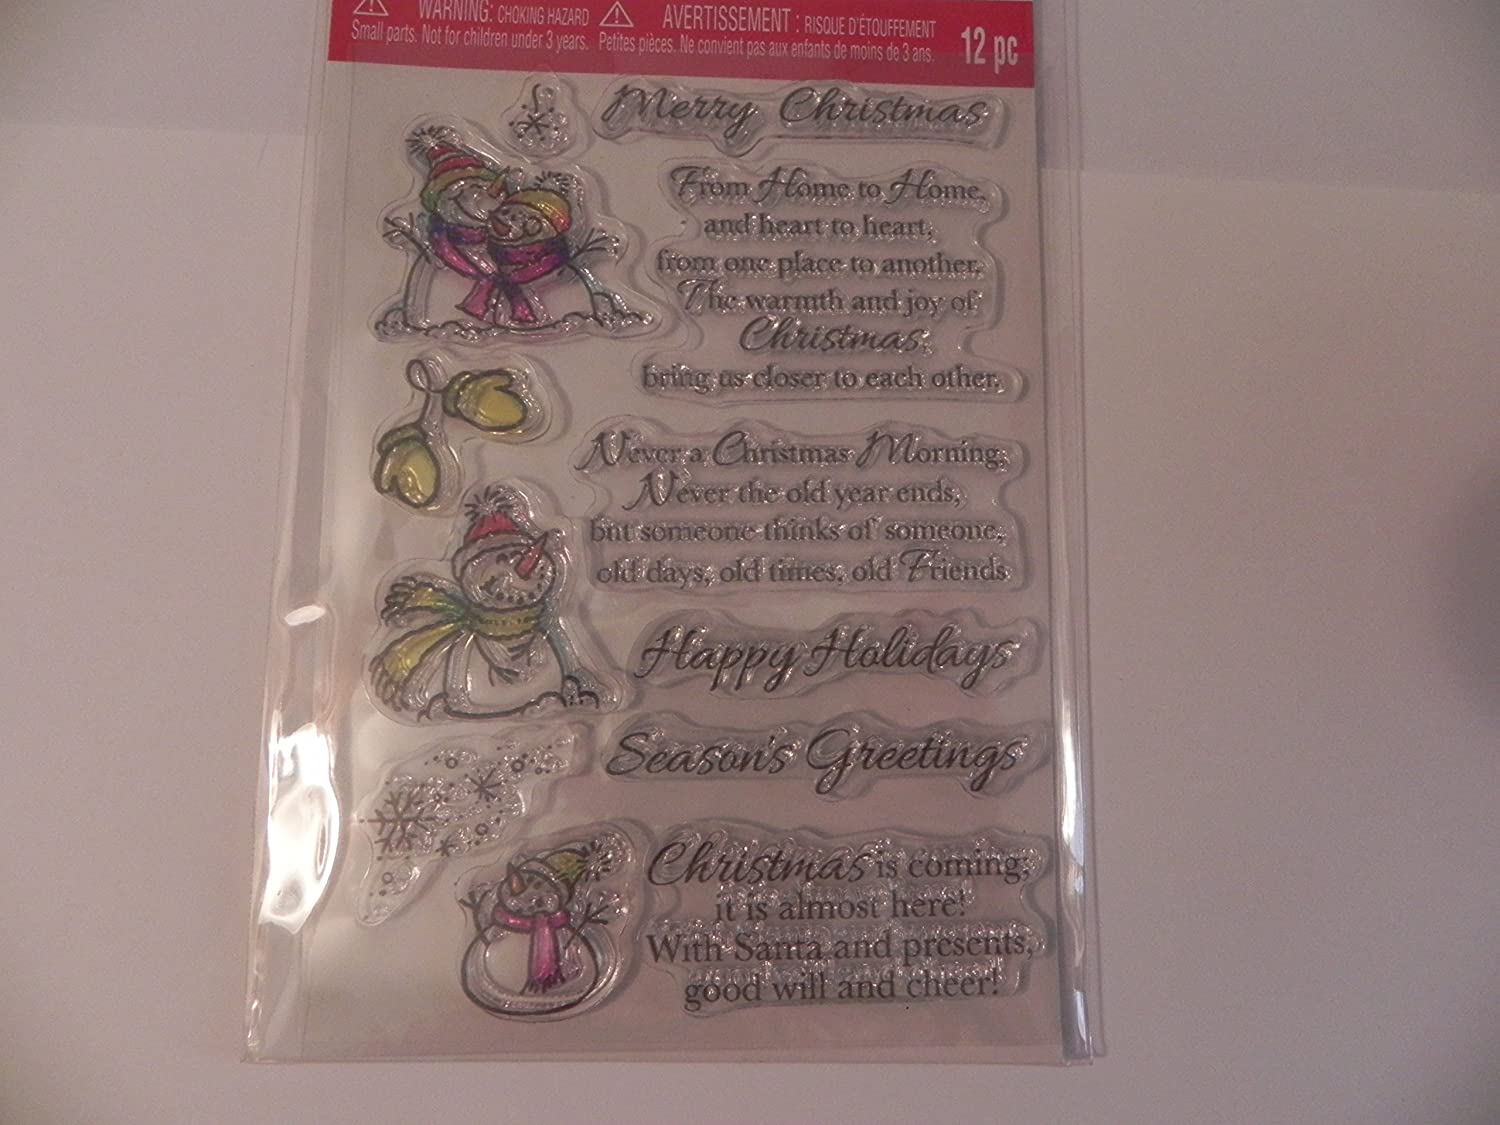 WARNING: CHOKING HAZARD
Small parts. Not for children under 3 years.
AVERTISSEMENT : RISQUE D'ÉTOUFFEMENT
Petites pièces. Ne convient pas aux enfants de moins de 3 ans.
12 pc
Merry Christmas
From Home to Home,
and heart to heart,
from one place to another.
The warmth and joy of
Christmas,
bring us closer to each other.
Never a Christmas Morning,
Never the old year ends,
but someone thinks of someone,
old days, old times, old Friends
Happy Holidays
Season's Greetings
Christmas is coming,
it is almost here!
With Santa and presents,
good will and cheer!